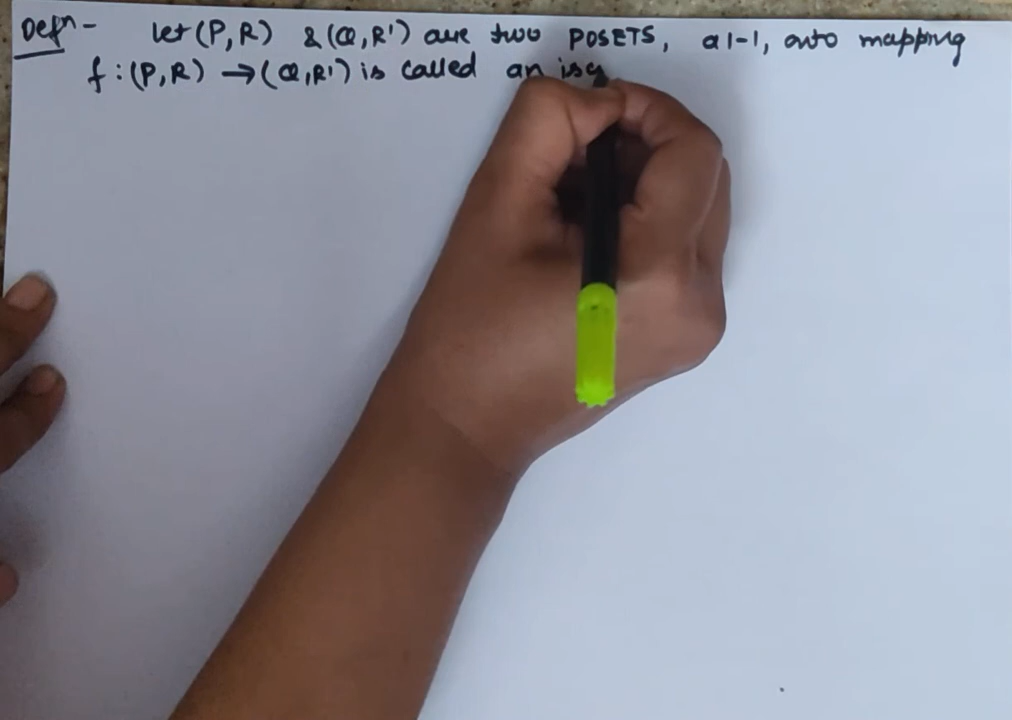 Defn- let (P,R) & (Q,R') are two POSETS, a 1-1, onto mapping
f:(P,R) →(Q,R') is called an